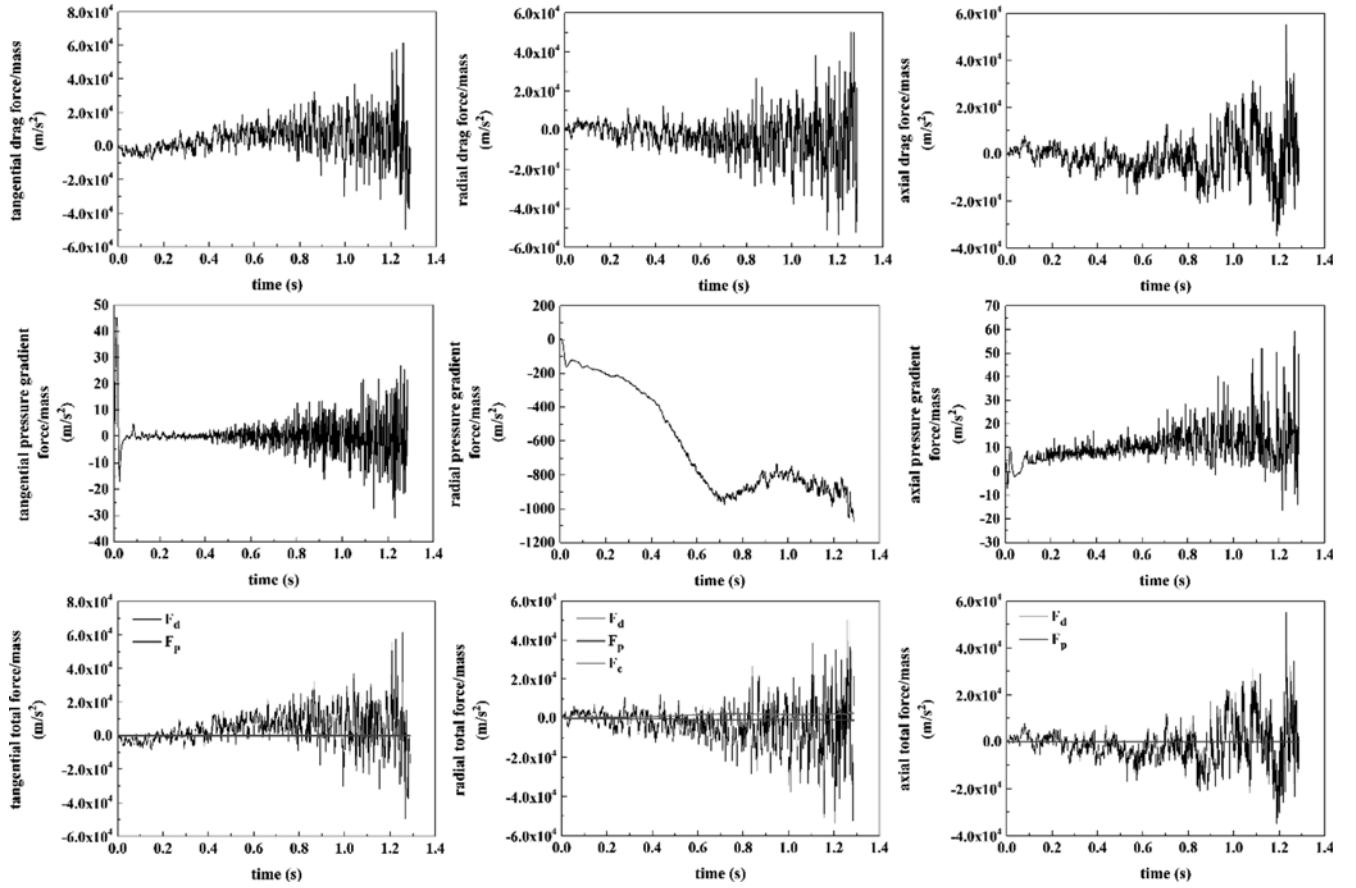 tangential drag force/mass
(m/s²)
8.0x10⁴
6.0x10⁴
4.0x10⁴
2.0x10⁴
0.0
-2.0x10⁴
-4.0x10⁴
-6.0x10⁴
0.0 0.2 0.4 0.6 0.8 1.0 1.2 1.4
time (s)
radial drag force/mass
(m/s²)
6.0x10⁴
4.0x10⁴
2.0x10⁴
0.0
-2.0x10⁴
-4.0x10⁴
-6.0x10⁴
0.0 0.2 0.4 0.6 0.8 1.0 1.2 1.4
time (s)
axial drag force/mass
(m/s²)
6.0x10⁴
4.0x10⁴
2.0x10⁴
0.0
-2.0x10⁴
-4.0x10⁴
0.0 0.2 0.4 0.6 0.8 1.0 1.2 1.4
time (s)
tangential pressure gradient
force/mass
(m/s²)
50
40
30
20
10
0
-10
-20
-30
-40
0.0 0.2 0.4 0.6 0.8 1.0 1.2 1.4
time (s)
radial pressure gradient
force/mass
(m/s²)
200
0
-200
-400
-600
-800
-1000
-1200
0.0 0.2 0.4 0.6 0.8 1.0 1.2 1.4
time (s)
axial pressure gradient
force/mass
(m/s²)
70
60
50
40
30
20
10
0
-10
-20
-30
0.0 0.2 0.4 0.6 0.8 1.0 1.2 1.4
time (s)
tangential total force/mass
(m/s²)
8.0x10⁴
6.0x10⁴
4.0x10⁴
2.0x10⁴
0.0
-2.0x10⁴
-4.0x10⁴
-6.0x10⁴
F_d
F_p
0.0 0.2 0.4 0.6 0.8 1.0 1.2 1.4
time (s)
radial total force/mass
(m/s²)
6.0x10⁴
4.0x10⁴
2.0x10⁴
0.0
-2.0x10⁴
-4.0x10⁴
-6.0x10⁴
F_d
F_p
F_c
0.0 0.2 0.4 0.6 0.8 1.0 1.2 1.4
time (s)
axial total force/mass
(m/s²)
6.0x10⁴
4.0x10⁴
2.0x10⁴
0.0
-2.0x10⁴
-4.0x10⁴
F_d
F_p
0.0 0.2 0.4 0.6 0.8 1.0 1.2 1.4
time (s)